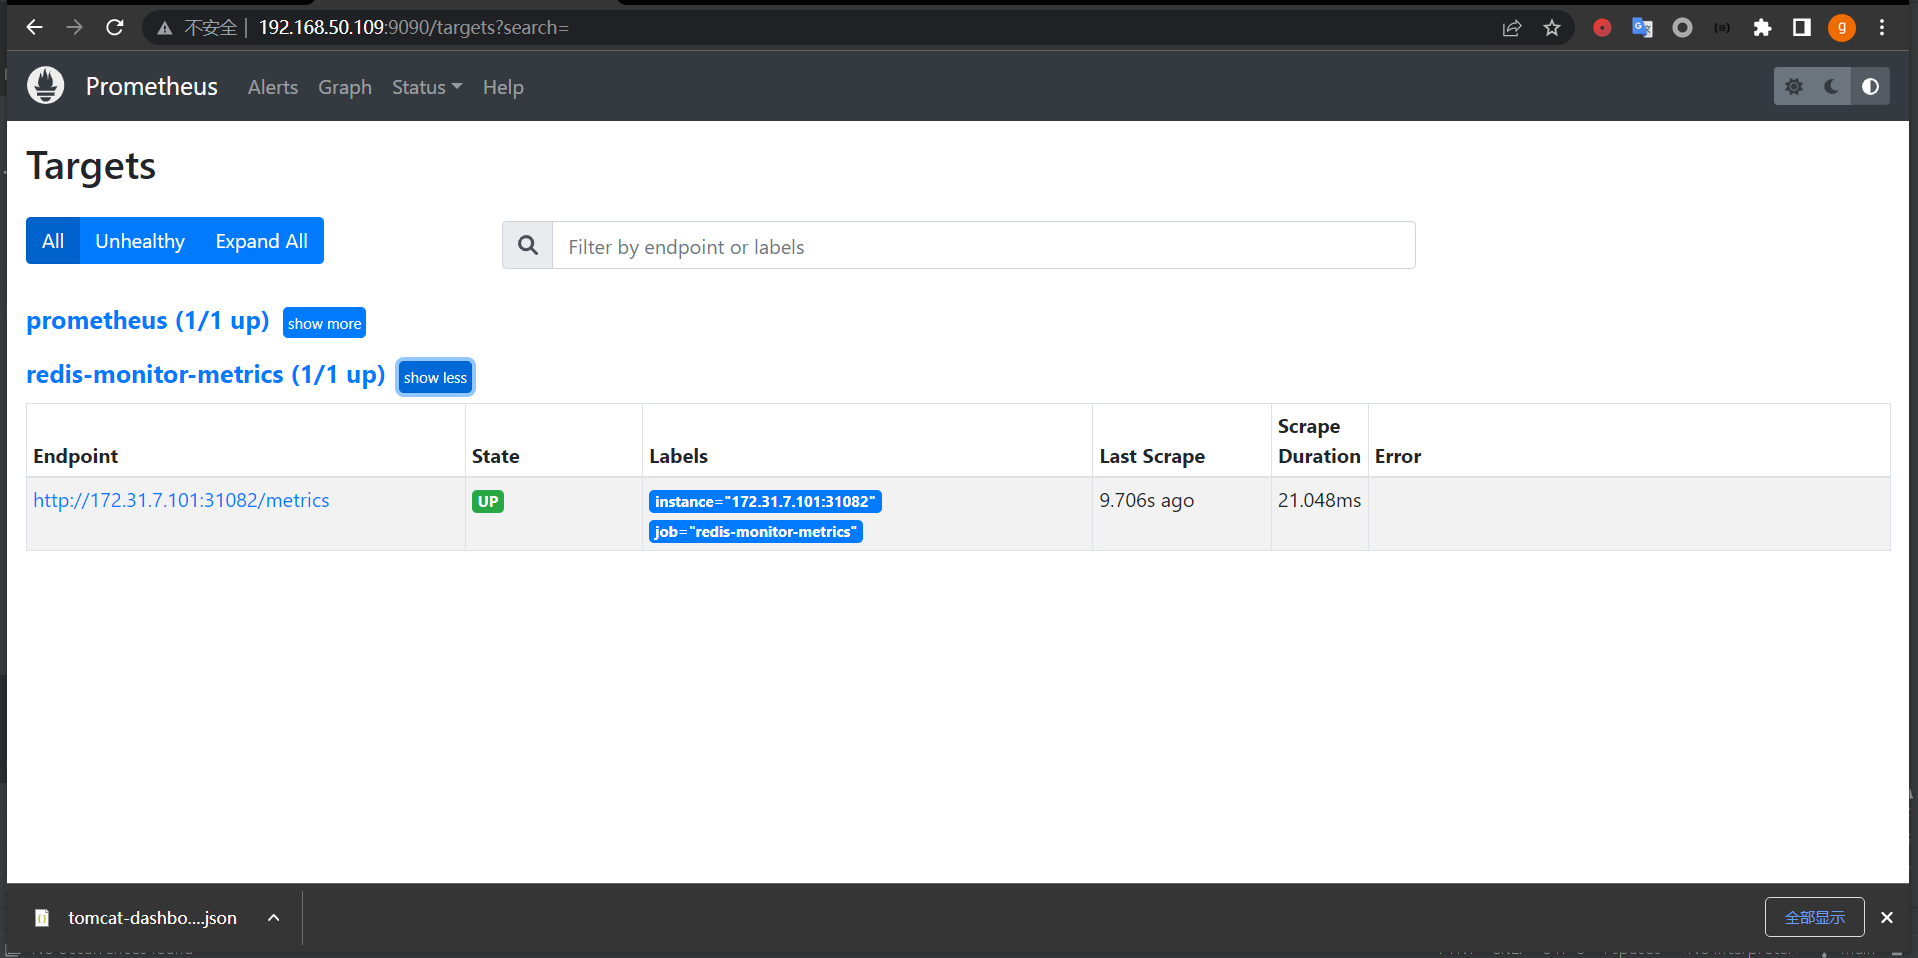 不安全 | 192.168.50.109:9090/targets?search=
g
Prometheus Alerts Graph Status Help
Targets
All Unhealthy Expand All
Filter by endpoint or labels
prometheus (1/1 up) show more
redis-monitor-metrics (1/1 up) show less
Endpoint State Labels Last Scrape Scrape Duration Error
http://172.31.7.101:31082/metrics UP instance="172.31.7.101:31082" 9.706s ago 21.048ms
job="redis-monitor-metrics"
tomcat-dashbo....json 全部显示